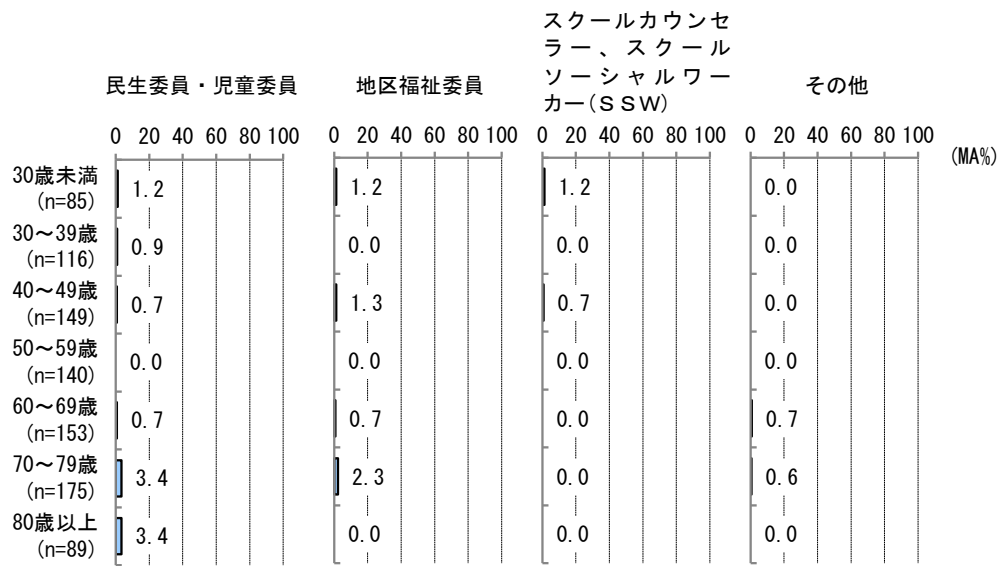 スクールカウンセ
ラー、スクール
ソーシャルワー
カー(ＳＳＷ)
民生委員・児童委員 地区福祉委員 その他
0 20 40 60 80 100 0 20 40 60 80 100 0 20 40 60 80 100 0 20 40 60 80 100
(MA%)
30歳未満
(n=85) 1.2 1.2 1.2 0.0
30～39歳
(n=116) 0.9 0.0 0.0 0.0
40～49歳
(n=149) 0.7 1.3 0.7 0.0
50～59歳
(n=140) 0.0 0.0 0.0 0.0
60～69歳
(n=153) 0.7 0.7 0.0 0.7
70～79歳
(n=175) 3.4 2.3 0.0 0.6
80歳以上
(n=89) 3.4 0.0 0.0 0.0